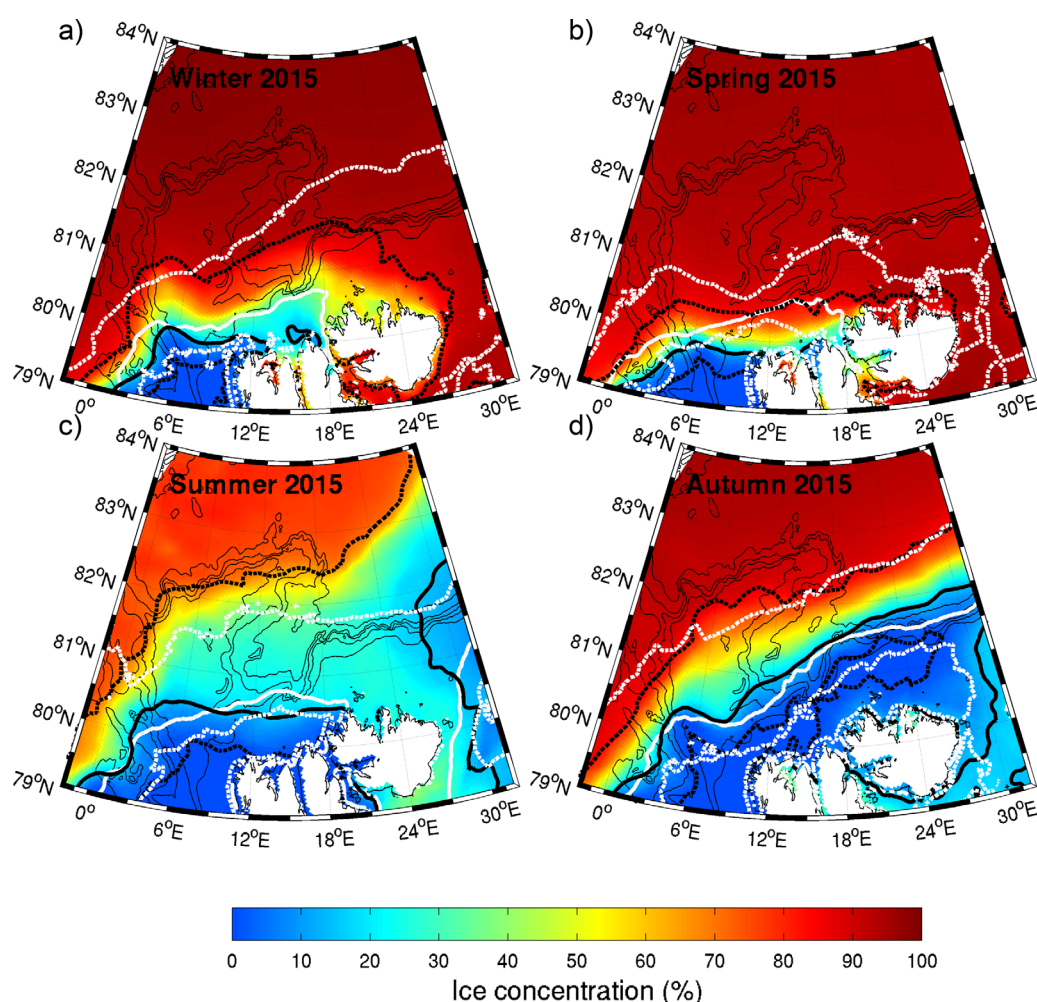 a)
Winter 2015
84°N
83°N
82°N
81°N
80°N
79°N
0°
6°E
12°E
18°E
24°E
30°E
b)
Spring 2015
84°N
83°N
82°N
81°N
80°N
79°N
0°
6°E
12°E
18°E
24°E
30°E
c)
Summer 2015
84°N
83°N
82°N
81°N
80°N
79°N
0°
6°E
12°E
18°E
24°E
30°E
d)
Autumn 2015
84°N
83°N
82°N
81°N
80°N
79°N
0°
6°E
12°E
18°E
24°E
30°E
0 10 20 30 40 50 60 70 80 90 100
Ice concentration (%)